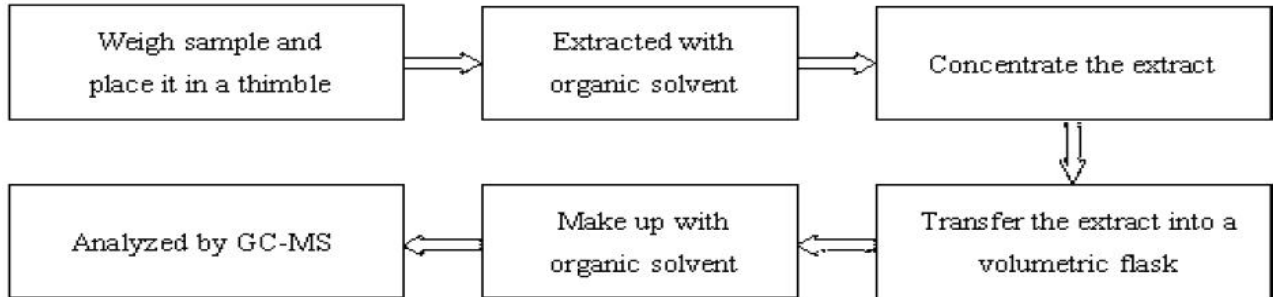 Weigh sample and
place it in a thimble
Extracted with
organic solvent
Concentrate the extract
Transfer the extract into a
volumetric flask
Make up with
organic solvent
Analyzed by GC-MS